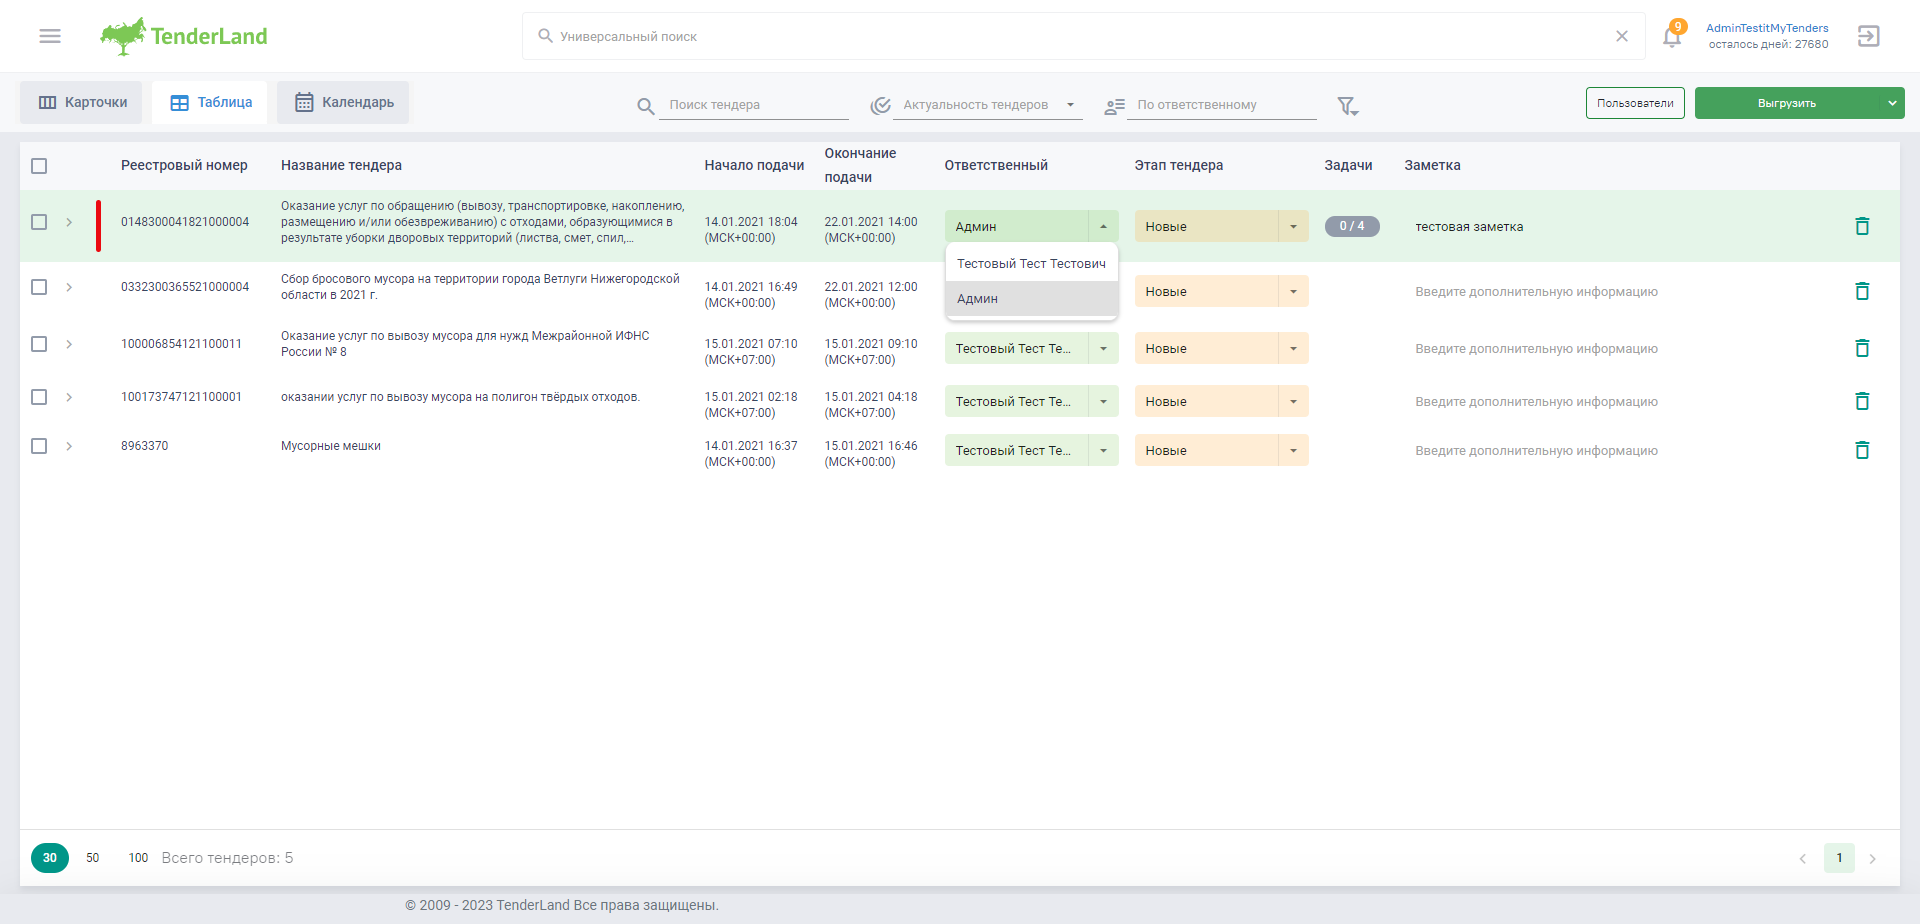 TenderLand
Универсальный поиск
9
AdminTestitMyTenders
осталось дней: 27680
Карточки
Таблица
Календарь
Поиск тендера
Актуальность тендеров
По ответственному
Пользователи
Выгрузить
Реестровый номер
Название тендера
Начало подачи
Окончание
подачи
Ответственный
Этап тендера
Задачи
Заметка
0148300041821000004
Оказание услуг по обращению (вывозу, транспортировке, накоплению,
размещению и/или обезвреживанию) с отходами, образующимися в
результате уборки дворовых территорий (листва, смет, спил,...
14.01.2021 18:04
(МСК+00:00)
22.01.2021 14:00
(МСК+00:00)
Админ
Новые
0 / 4
тестовая заметка
Тестовый Тест Тестович
Админ
0332300365521000004
Сбор бросового мусора на территории города Ветлуги Нижегородской
области в 2021 г.
14.01.2021 16:49
(МСК+00:00)
22.01.2021 12:00
(МСК+00:00)
Новые
Введите дополнительную информацию
100006854121100011
Оказание услуг по вывозу мусора для нужд Межрайонной ИФНС
России № 8
15.01.2021 07:10
(МСК+07:00)
15.01.2021 09:10
(МСК+07:00)
Тестовый Тест Те...
Новые
Введите дополнительную информацию
100173747121100001
оказании услуг по вывозу мусора на полигон твёрдых отходов.
15.01.2021 02:18
(МСК+07:00)
15.01.2021 04:18
(МСК+07:00)
Тестовый Тест Те...
Новые
Введите дополнительную информацию
8963370
Мусорные мешки
14.01.2021 16:37
(МСК+00:00)
15.01.2021 16:46
(МСК+00:00)
Тестовый Тест Те...
Новые
Введите дополнительную информацию
30
50
100
Всего тендеров: 5
1
© 2009 - 2023 TenderLand Все права защищены.